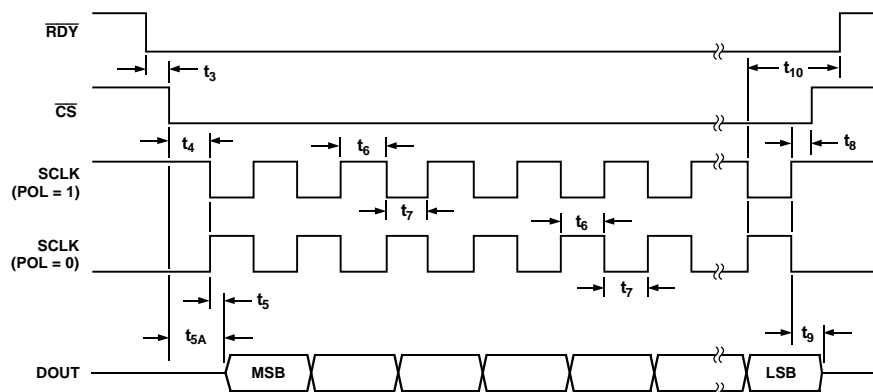 RDY
t3
t10
CS
t4
t6
t8
SCLK
(POL = 1)
t7
t6
SCLK
(POL = 0)
t7
t5
t5A
t9
DOUT
MSB
LSB